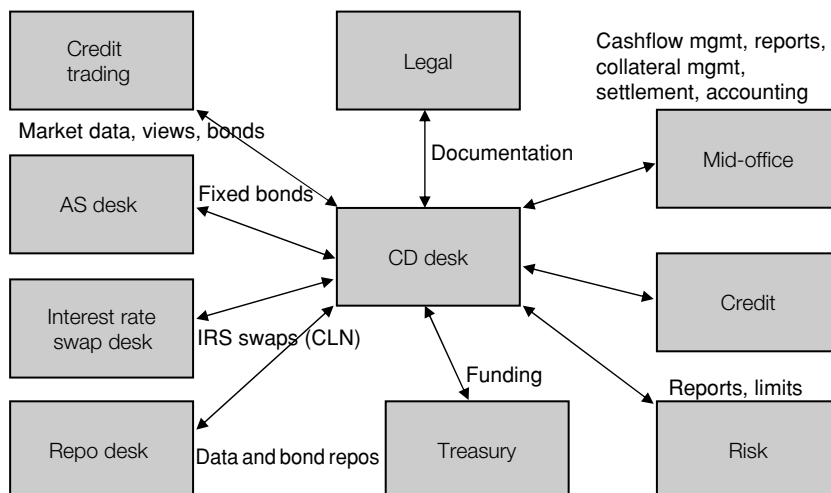 Credit
trading
Legal
Cashflow mgmt, reports,
collateral mgmt,
settlement, accounting
Market data, views, bonds
Documentation
Mid-office
AS desk
Fixed bonds
CD desk
Interest rate
swap desk
IRS swaps (CLN)
Credit
Funding
Reports, limits
Repo desk
Data and bond repos
Treasury
Risk